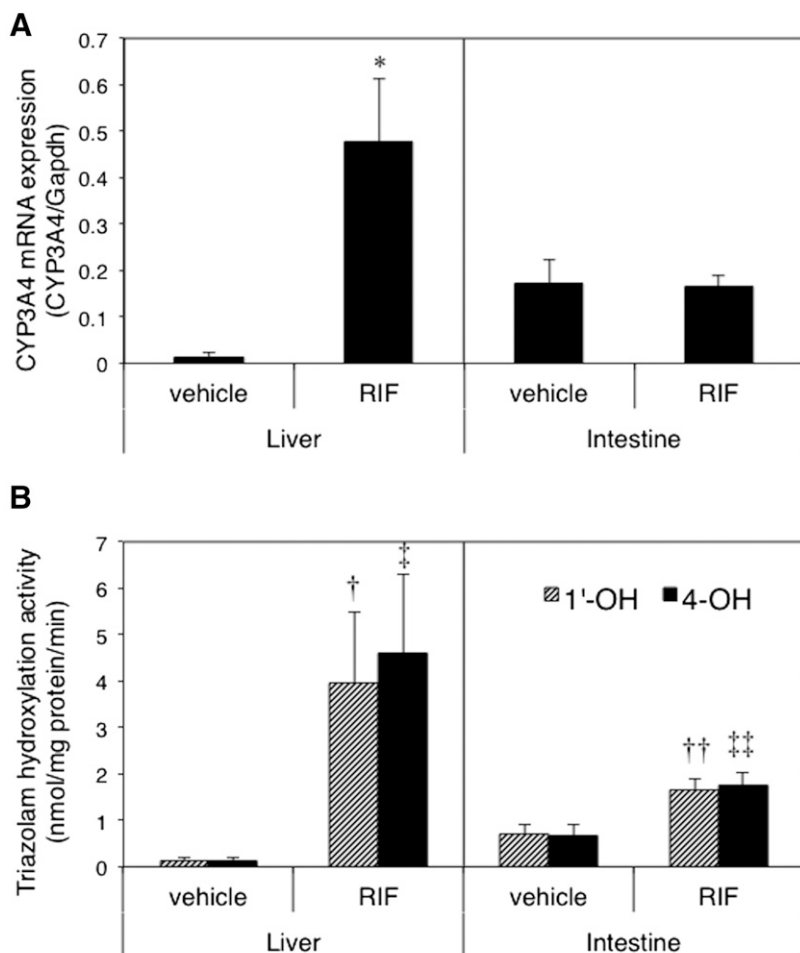 A
CYP3A4 mRNA expression
(CYP3A4/Gapdh)
0.7
0.6
0.5
0.4
0.3
0.2
0.1
0
*
vehicle RIF vehicle RIF
Liver Intestine
B
Triazolam hydroxylation activity
(nmol/mg protein/min)
7
6
5
4
3
2
1
0
† ‡
1'-OH 4-OH
†† ‡‡
vehicle RIF vehicle RIF
Liver Intestine